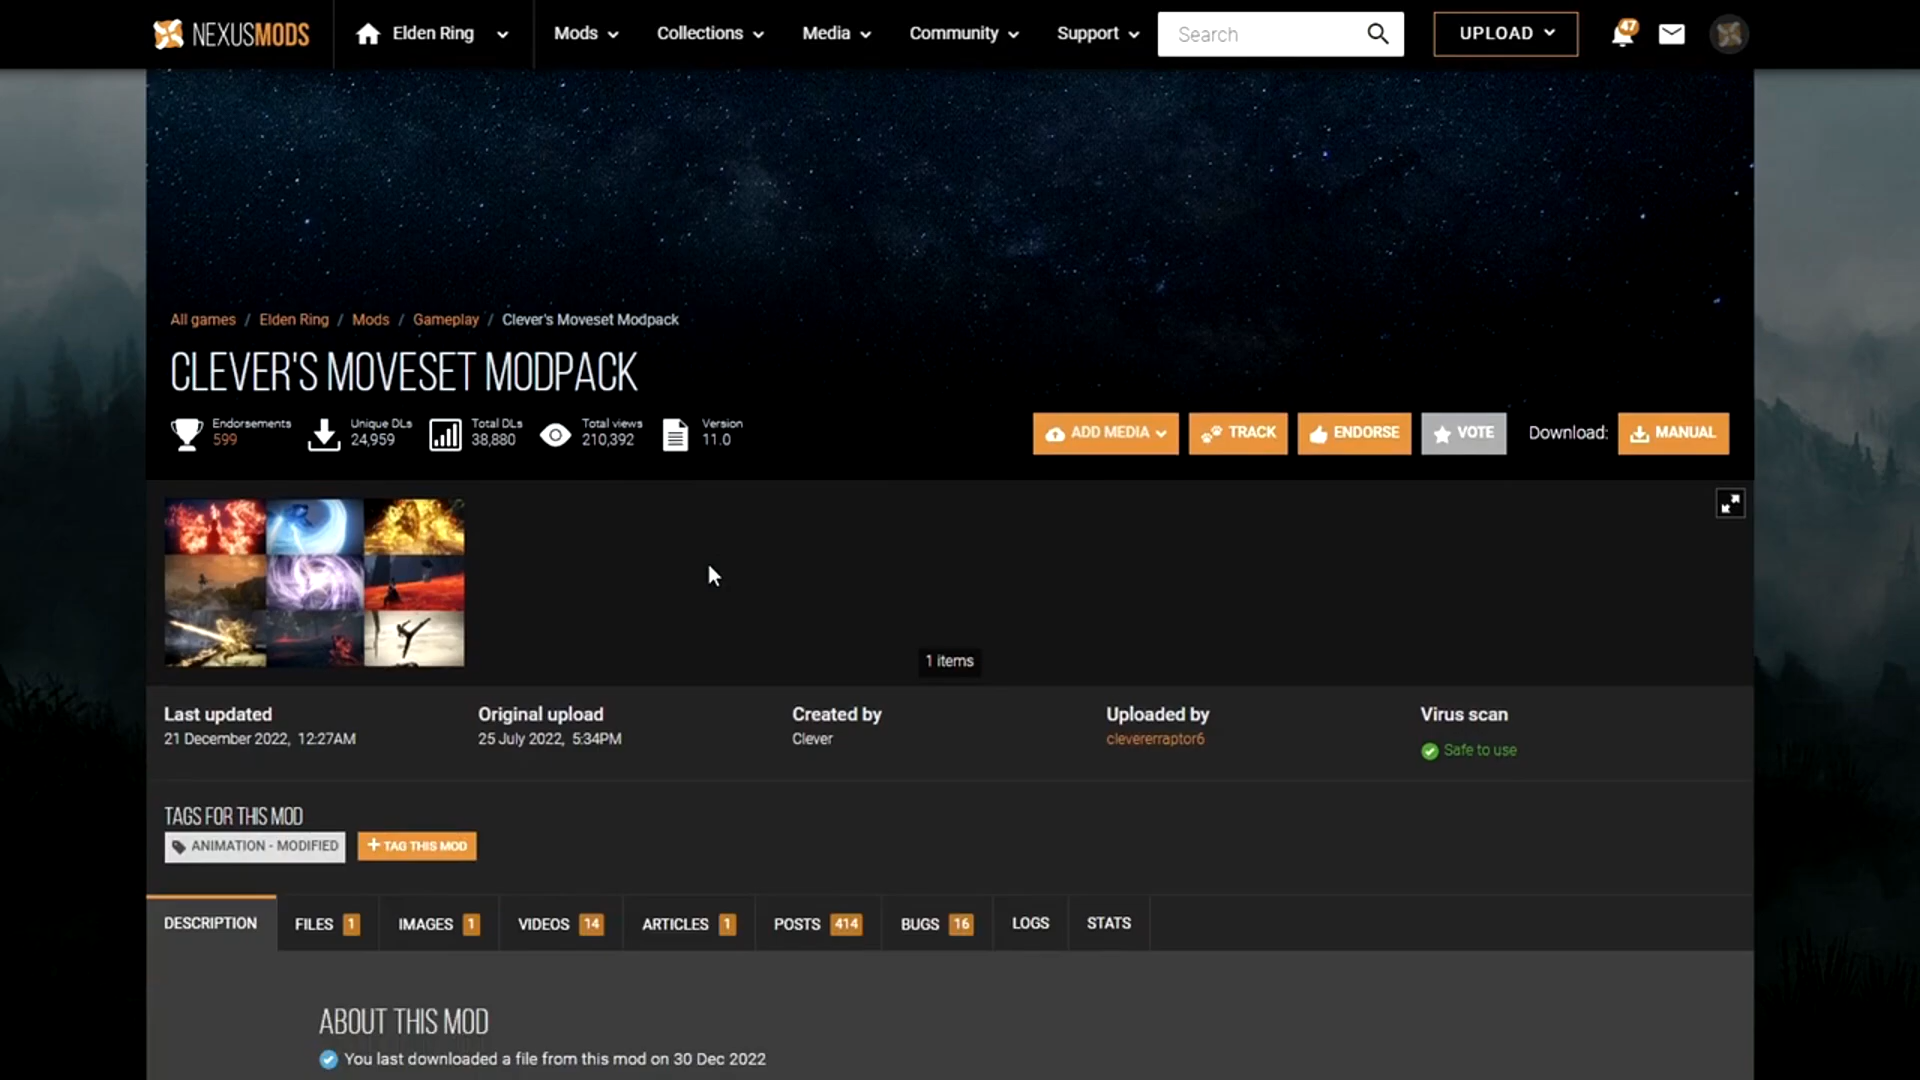 NEXUSMODS
Elden Ring
Mods
Collections
Media
Community
Support
Search
UPLOAD
47
All games / Elden Ring / Mods / Gameplay / Clever's Moveset Modpack
CLEVER'S MOVESET MODPACK
Endorsements
599
Unique DLs
24,959
Total DLs
38,880
Total views
210,392
Version
11.0
ADD MEDIA
TRACK
ENDORSE
VOTE
Download:
MANUAL
1 items
Last updated
21 December 2022, 12:27AM
Original upload
25 July 2022, 5:34PM
Created by
Clever
Uploaded by
clevererraptor6
Virus scan
Safe to use
TAGS FOR THIS MOD
ANIMATION - MODIFIED
+ TAG THIS MOD
DESCRIPTION
FILES 1
IMAGES 1
VIDEOS 14
ARTICLES 1
POSTS 414
BUGS 16
LOGS
STATS
ABOUT THIS MOD
You last downloaded a file from this mod on 30 Dec 2022